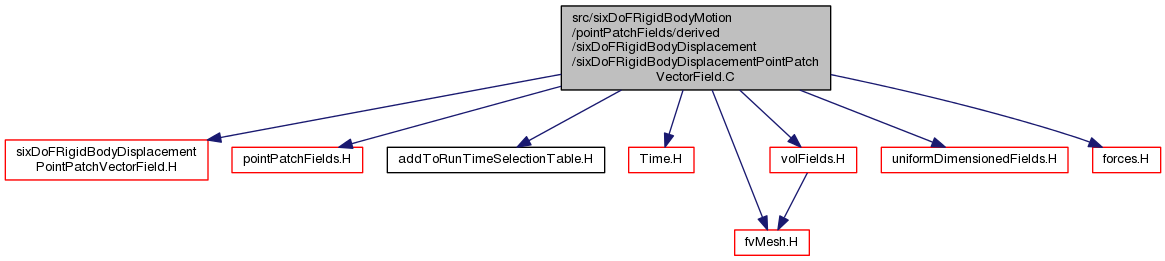 src/sixDoFRigidBodyMotion
/pointPatchFields/derived
/sixDoFRigidBodyDisplacement
/sixDoFRigidBodyDisplacementPointPatch
VectorField.C
sixDoFRigidBodyDisplacement
PointPatchVectorField.H
pointPatchFields.H
addToRunTimeSelectionTable.H
Time.H
volFields.H
uniformDimensionedFields.H
forces.H
fvMesh.H